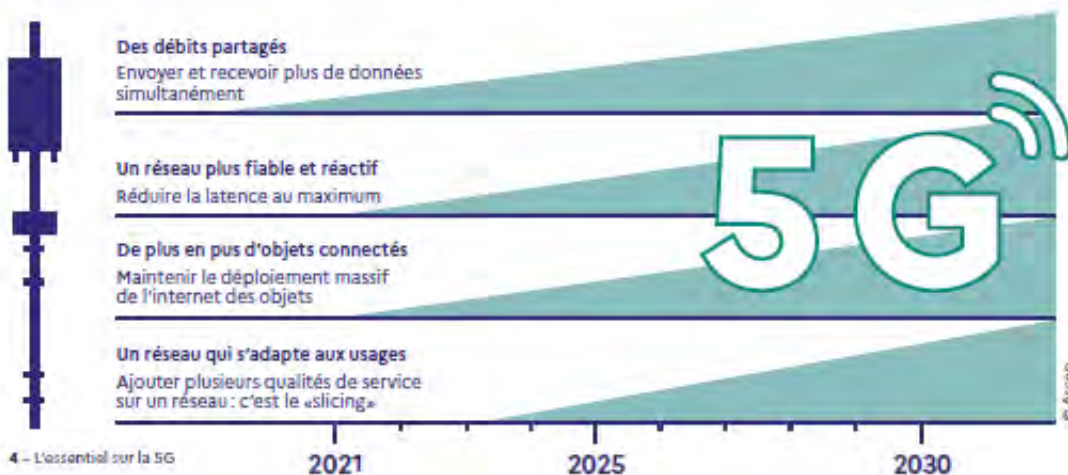 Des débits partagés
Envoyer et recevoir plus de données
simultanément
Un réseau plus fiable et réactif
Réduire la latence au maximum
De plus en pus d'objets connectés
Maintenir le déploiement massif
de l'internet des objets
Un réseau qui s'adapte aux usages
Ajouter plusieurs qualités de service
sur un réseau : c'est le «slicing»
5G
4 – L'essentiel sur la 5G
2021
2025
2030